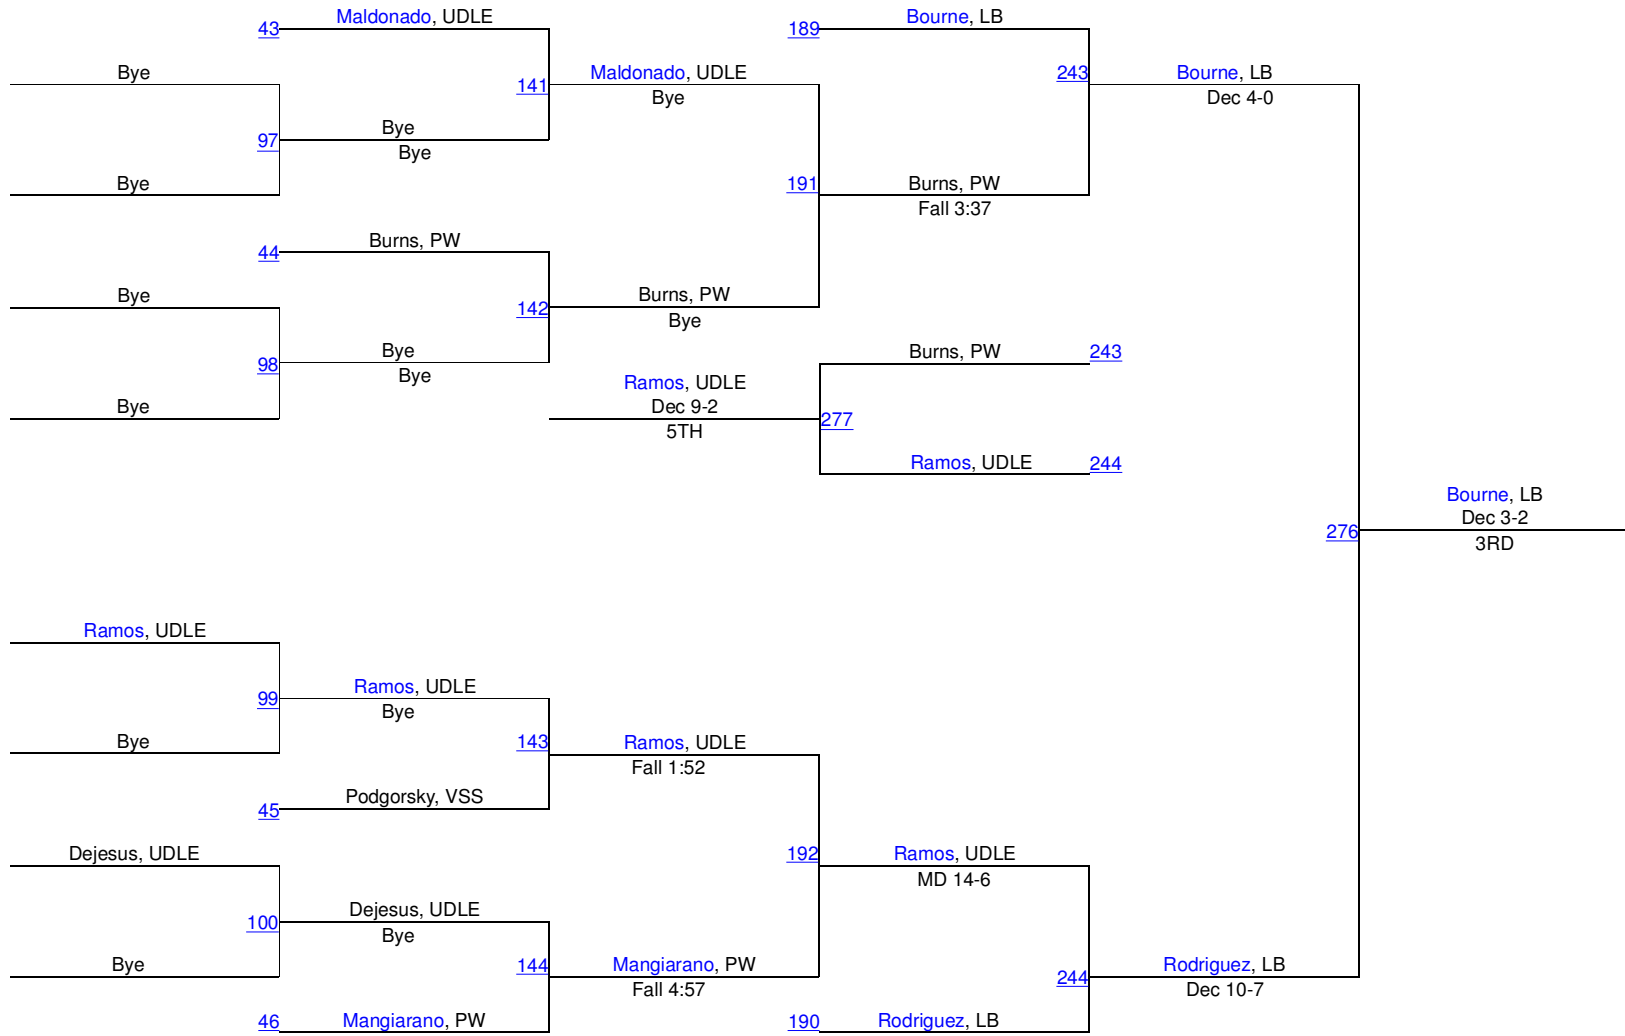 Maldonado, UDLE
43
Bourne, LB
189
Bye
141
Maldonado, UDLE
Bye
243
Bourne, LB
Dec 4-0
97
Bye
Bye
Bye
191
Burns, PW
Fall 3:37
44
Burns, PW
Bye
142
Burns, PW
Bye
98
Bye
Bye
Burns, PW
243
Bye
Ramos, UDLE
Dec 9-2
5TH
277
Ramos, UDLE
244
276
Bourne, LB
Dec 3-2
3RD
Ramos, UDLE
99
Ramos, UDLE
Bye
Bye
143
Ramos, UDLE
Fall 1:52
45
Podgorsky, VSS
Dejesus, UDLE
192
Ramos, UDLE
MD 14-6
100
Dejesus, UDLE
Bye
Bye
144
Mangiarano, PW
Fall 4:57
244
Rodriguez, LB
Dec 10-7
46
Mangiarano, PW
190
Rodriguez, LB